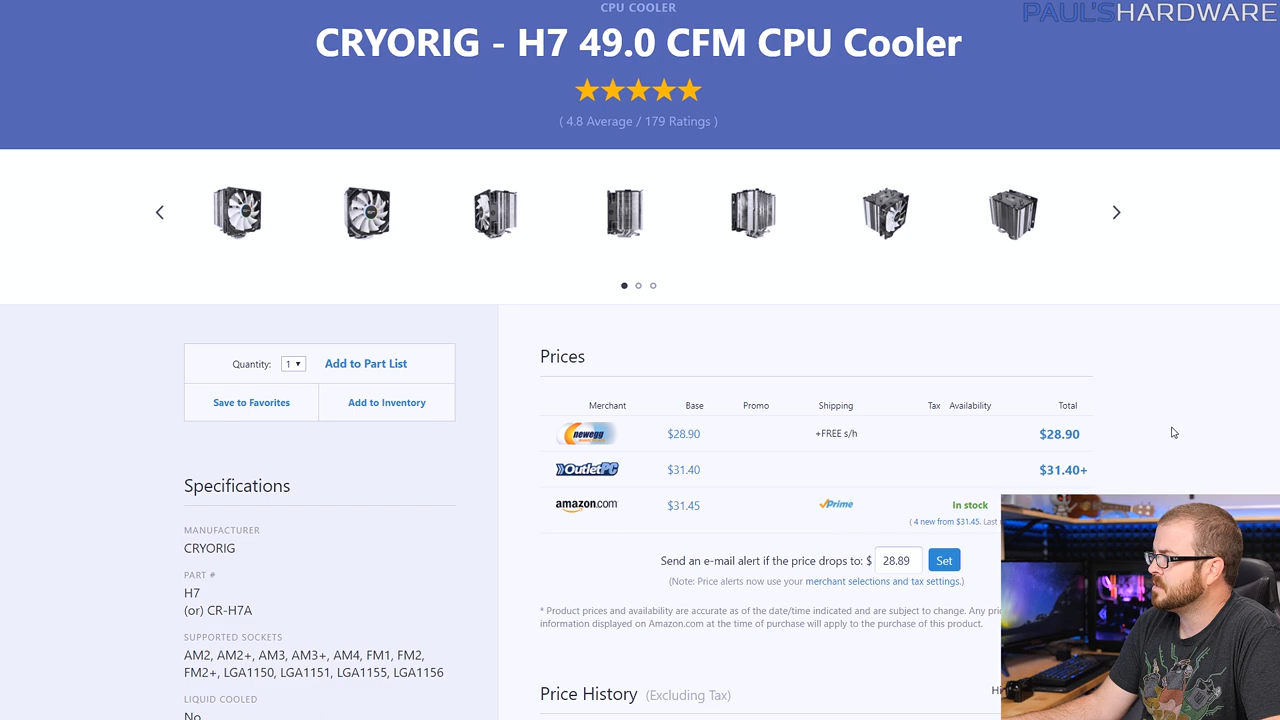 CPU COOLER
PAUL'SHARDWARE
CRYORIG - H7 49.0 CFM CPU Cooler
( 4.8 Average / 179 Ratings )
Quantity: 1 Add to Part List
Save to Favorites Add to Inventory
Specifications
MANUFACTURER
CRYORIG
PART #
H7
(or) CR-H7A
SUPPORTED SOCKETS
AM2, AM2+, AM3, AM3+, AM4, FM1, FM2,
FM2+, LGA1150, LGA1151, LGA1155, LGA1156
LIQUID COOLED
No
Prices
Merchant Base Promo Shipping Tax Availability Total
newegg $28.90 +FREE s/h $28.90
OutletPC $31.40 $31.40+
amazon.com $31.45 Prime In stock
( 4 new from $31.45. Last
Send an e-mail alert if the price drops to: $ 28.89 Set
(Note: Price alerts now use your merchant selections and tax settings.)
* Product prices and availability are accurate as of the date/time indicated and are subject to change. Any
information displayed on Amazon.com at the time of purchase will apply to the purchase of this product.
Price History (Excluding Tax)